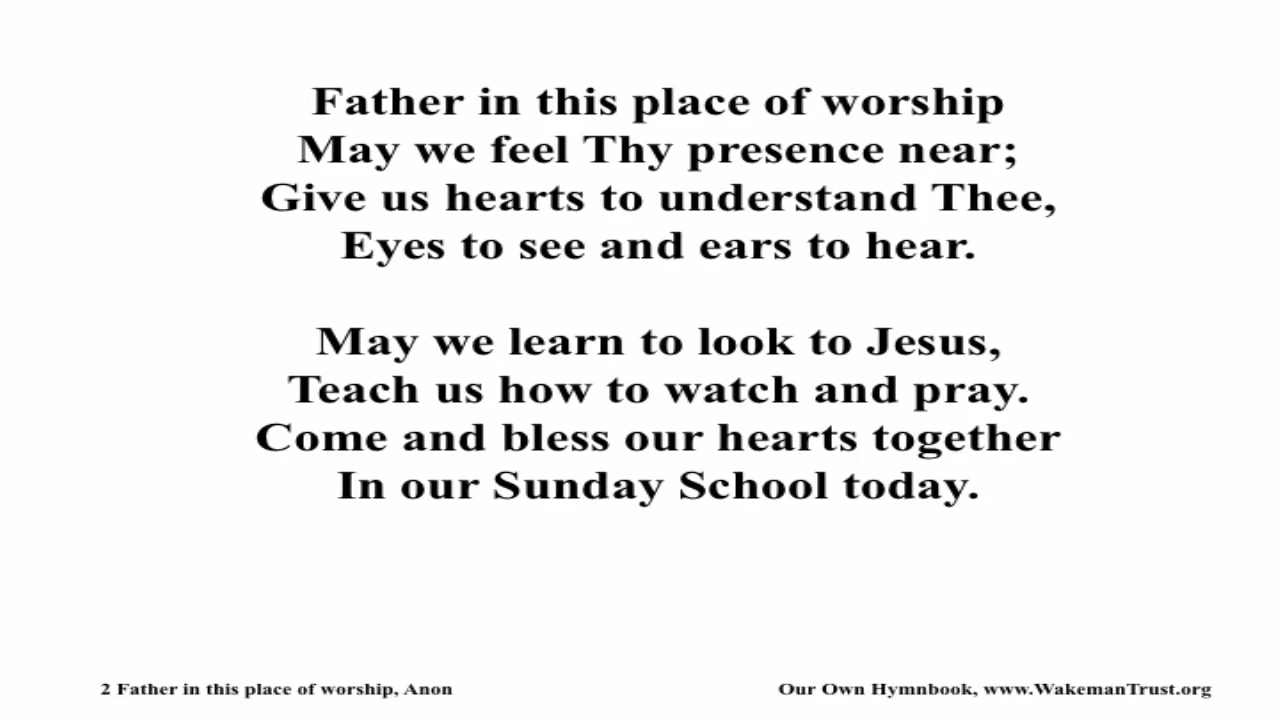 Father in this place of worship
May we feel Thy presence near;
Give us hearts to understand Thee,
Eyes to see and ears to hear.
May we learn to look to Jesus,
Teach us how to watch and pray.
Come and bless our hearts together
In our Sunday School today.
2 Father in this place of worship, Anon
Our Own Hymnbook, www.WakemanTrust.org